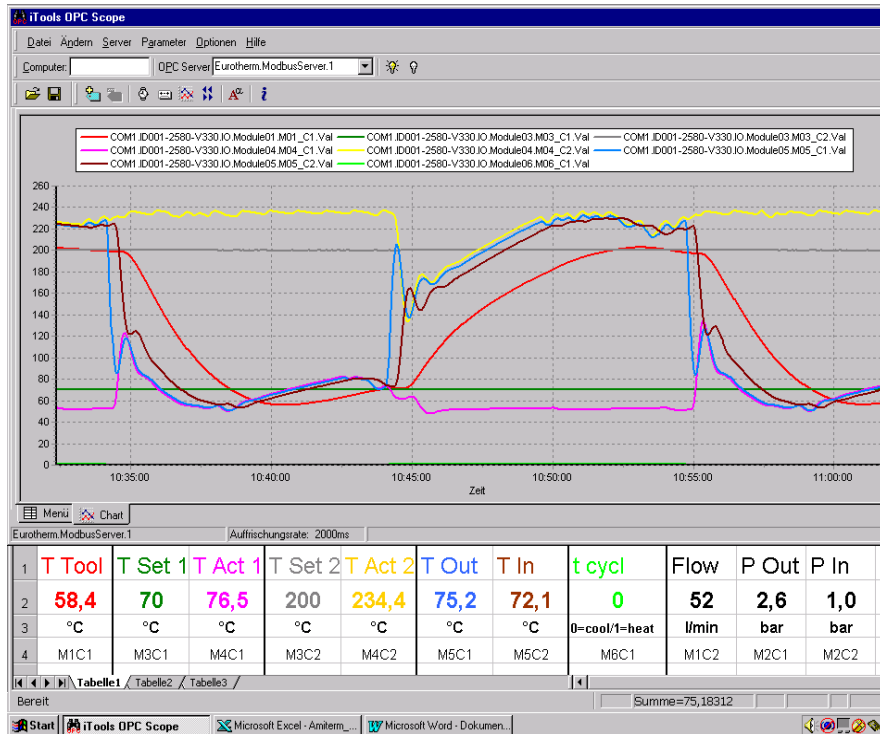 iTools OPC Scope
Datei Ändern Server Parameter Optionen Hilfe
Computer: OPC Server Eurotherm.ModbusServer.1
COM1.ID001-2580-V330.IO.Module01.M01_C1.Val COM1.ID001-2580-V330.IO.Module03.M03_C1.Val COM1.ID001-2580-V330.IO.Module03.M03_C2.Val
COM1.ID001-2580-V330.IO.Module04.M04_C1.Val COM1.ID001-2580-V330.IO.Module04.M04_C2.Val COM1.ID001-2580-V330.IO.Module05.M05_C1.Val
COM1.ID001-2580-V330.IO.Module05.M05_C2.Val COM1.ID001-2580-V330.IO.Module06.M06_C1.Val
260
240
220
200
180
160
140
120
100
80
60
40
20
0
10:35:00 10:40:00 10:45:00 10:50:00 10:55:00 11:00:00
Zeit
Menü Chart
Eurotherm.ModbusServer.1 Auffrischungsrate: 2000ms
1 T Tool T Set 1 T Act 1 T Set 2 T Act 2 T Out T In t cycl Flow P Out P In
2 58,4 70 76,5 200 234,4 75,2 72,1 0 52 2,6 1,0
3 °C °C °C °C °C °C °C 0=cool/1=heat l/min bar bar
4 M1C1 M3C1 M4C1 M3C2 M4C2 M5C1 M5C2 M6C1 M1C2 M2C1 M2C2
Tabelle1 Tabelle2 Tabelle3
Bereit Summe=75,18312
Start iTools OPC Scope Microsoft Excel - Amiterm_... Microsoft Word - Dokumen...